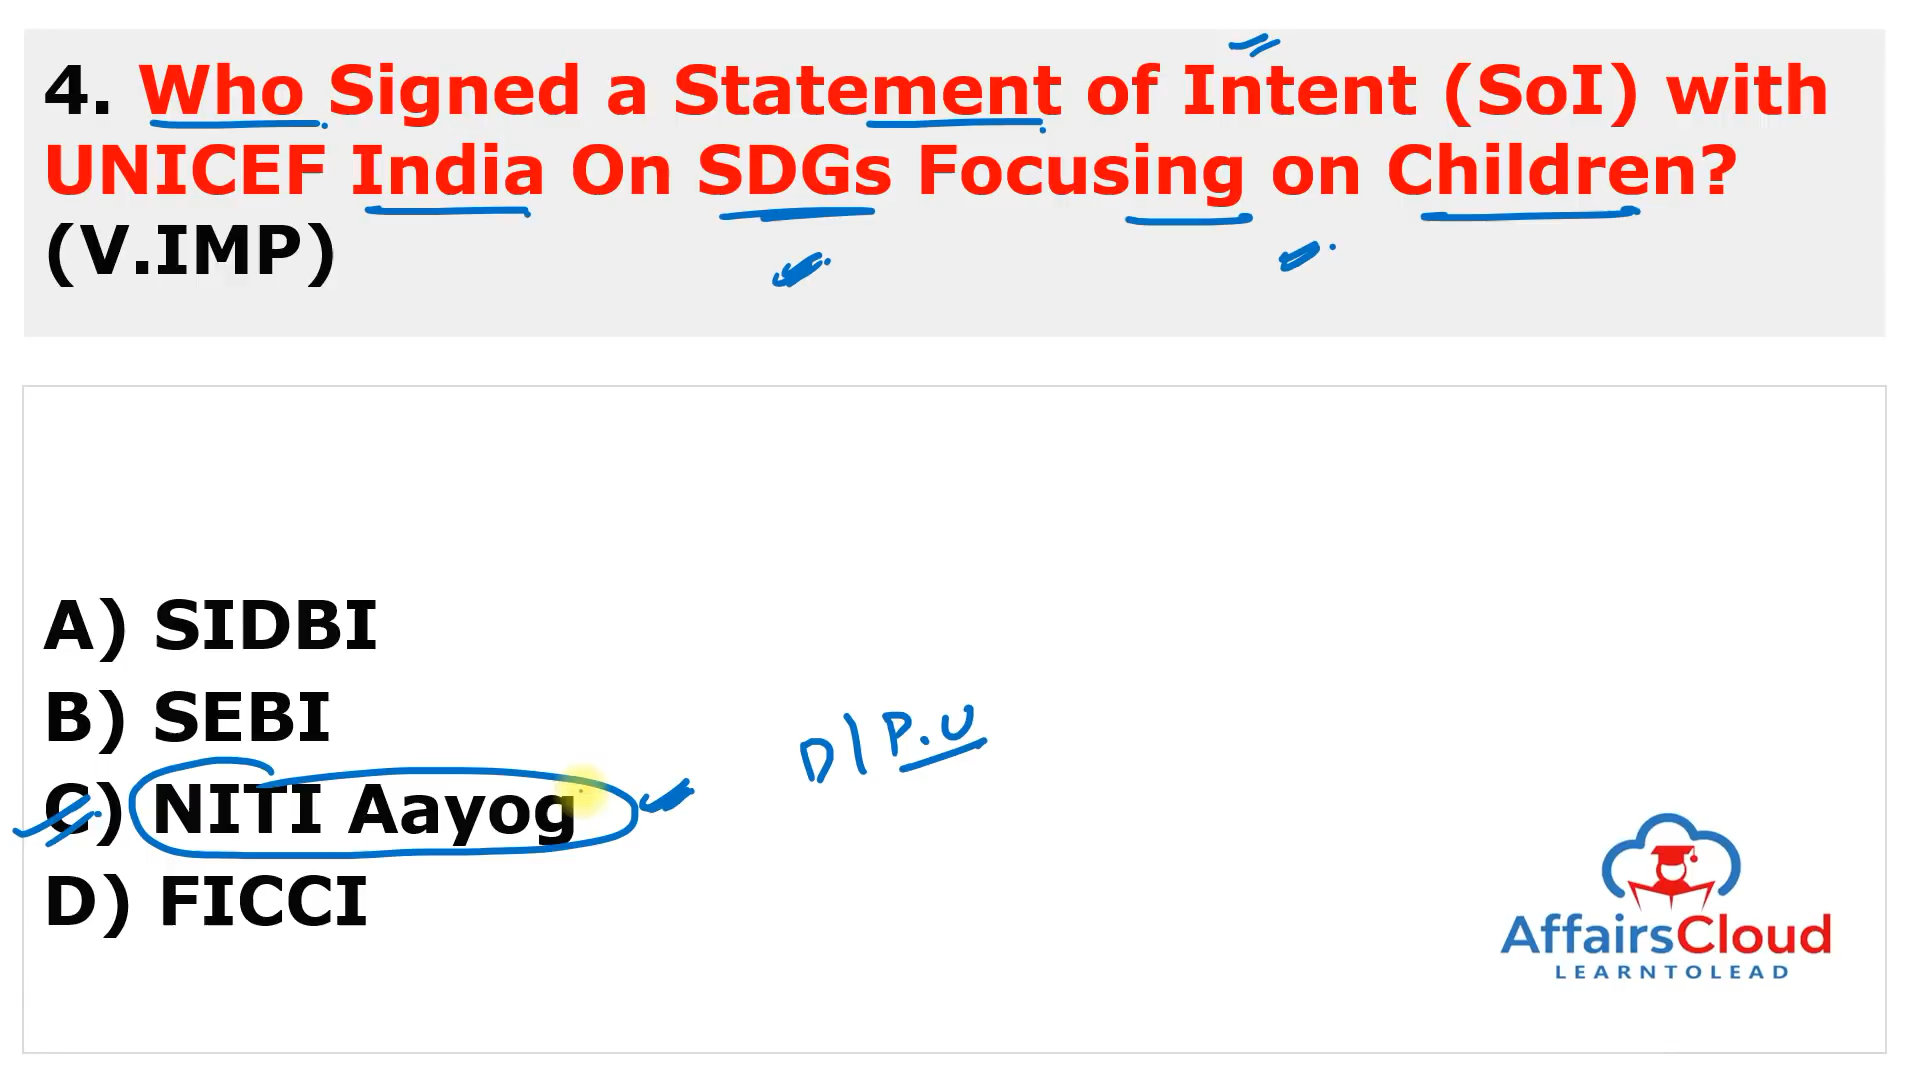 4. Who Signed a Statement of Intent (SoI) with
UNICEF India On SDGs Focusing on Children?
(V.IMP)
A) SIDBI
B) SEBI
C) NITI Aayog
D / P.U
D) FICCI
AffairsCloud
LEARNTOLEAD